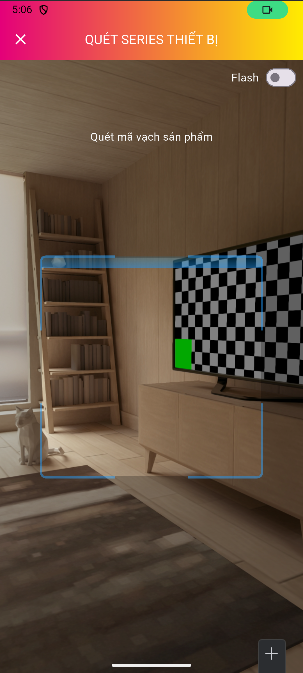 5:06
QUÉT SERIES THIẾT BỊ
Flash
Quét mã vạch sản phẩm